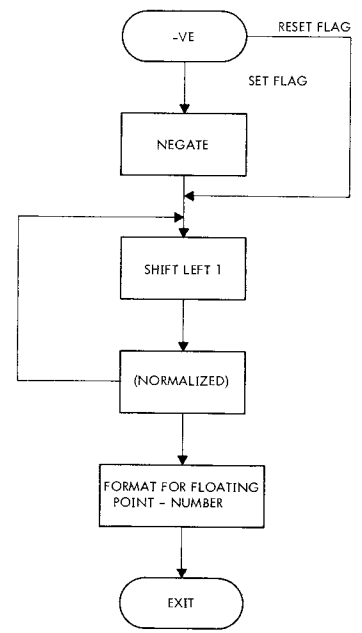 -VE
RESET FLAG
SET FLAG
NEGATE
SHIFT LEFT 1
(NORMALIZED)
FORMAT FOR FLOATING
POINT - NUMBER
EXIT